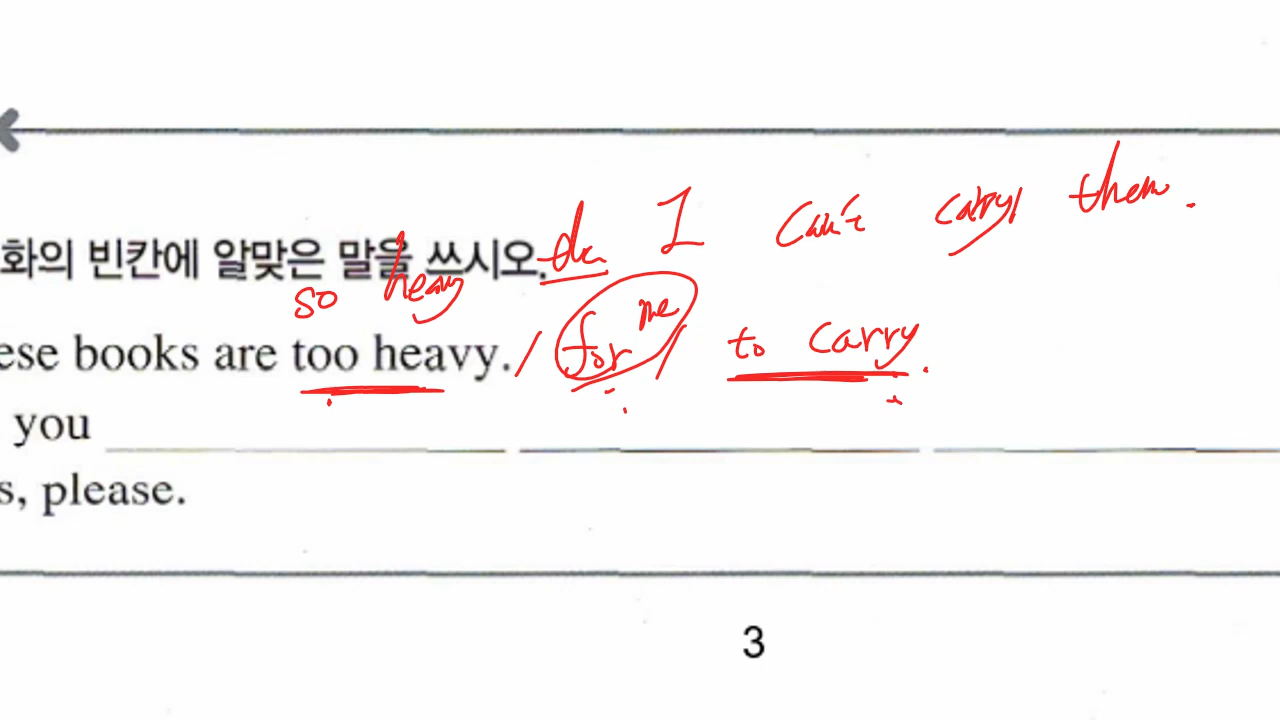 I can't carry them.
화의 빈칸에 알맞은 말을 쓰시오.
so heavy
for me to carry.
ese books are too heavy.
you
s, please.
3